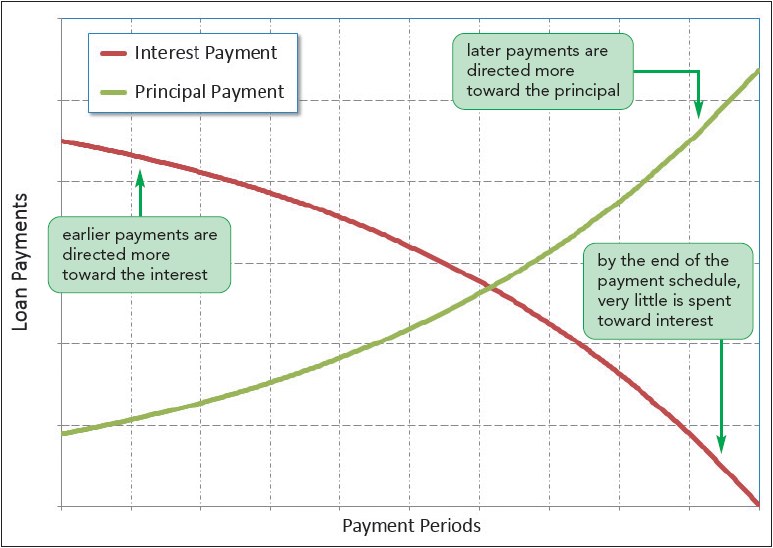 Interest Payment
Principal Payment
later payments are
directed more
toward the principal
earlier payments are
directed more
toward the interest
by the end of the
payment schedule,
very little is spent
toward interest
Loan Payments
Payment Periods